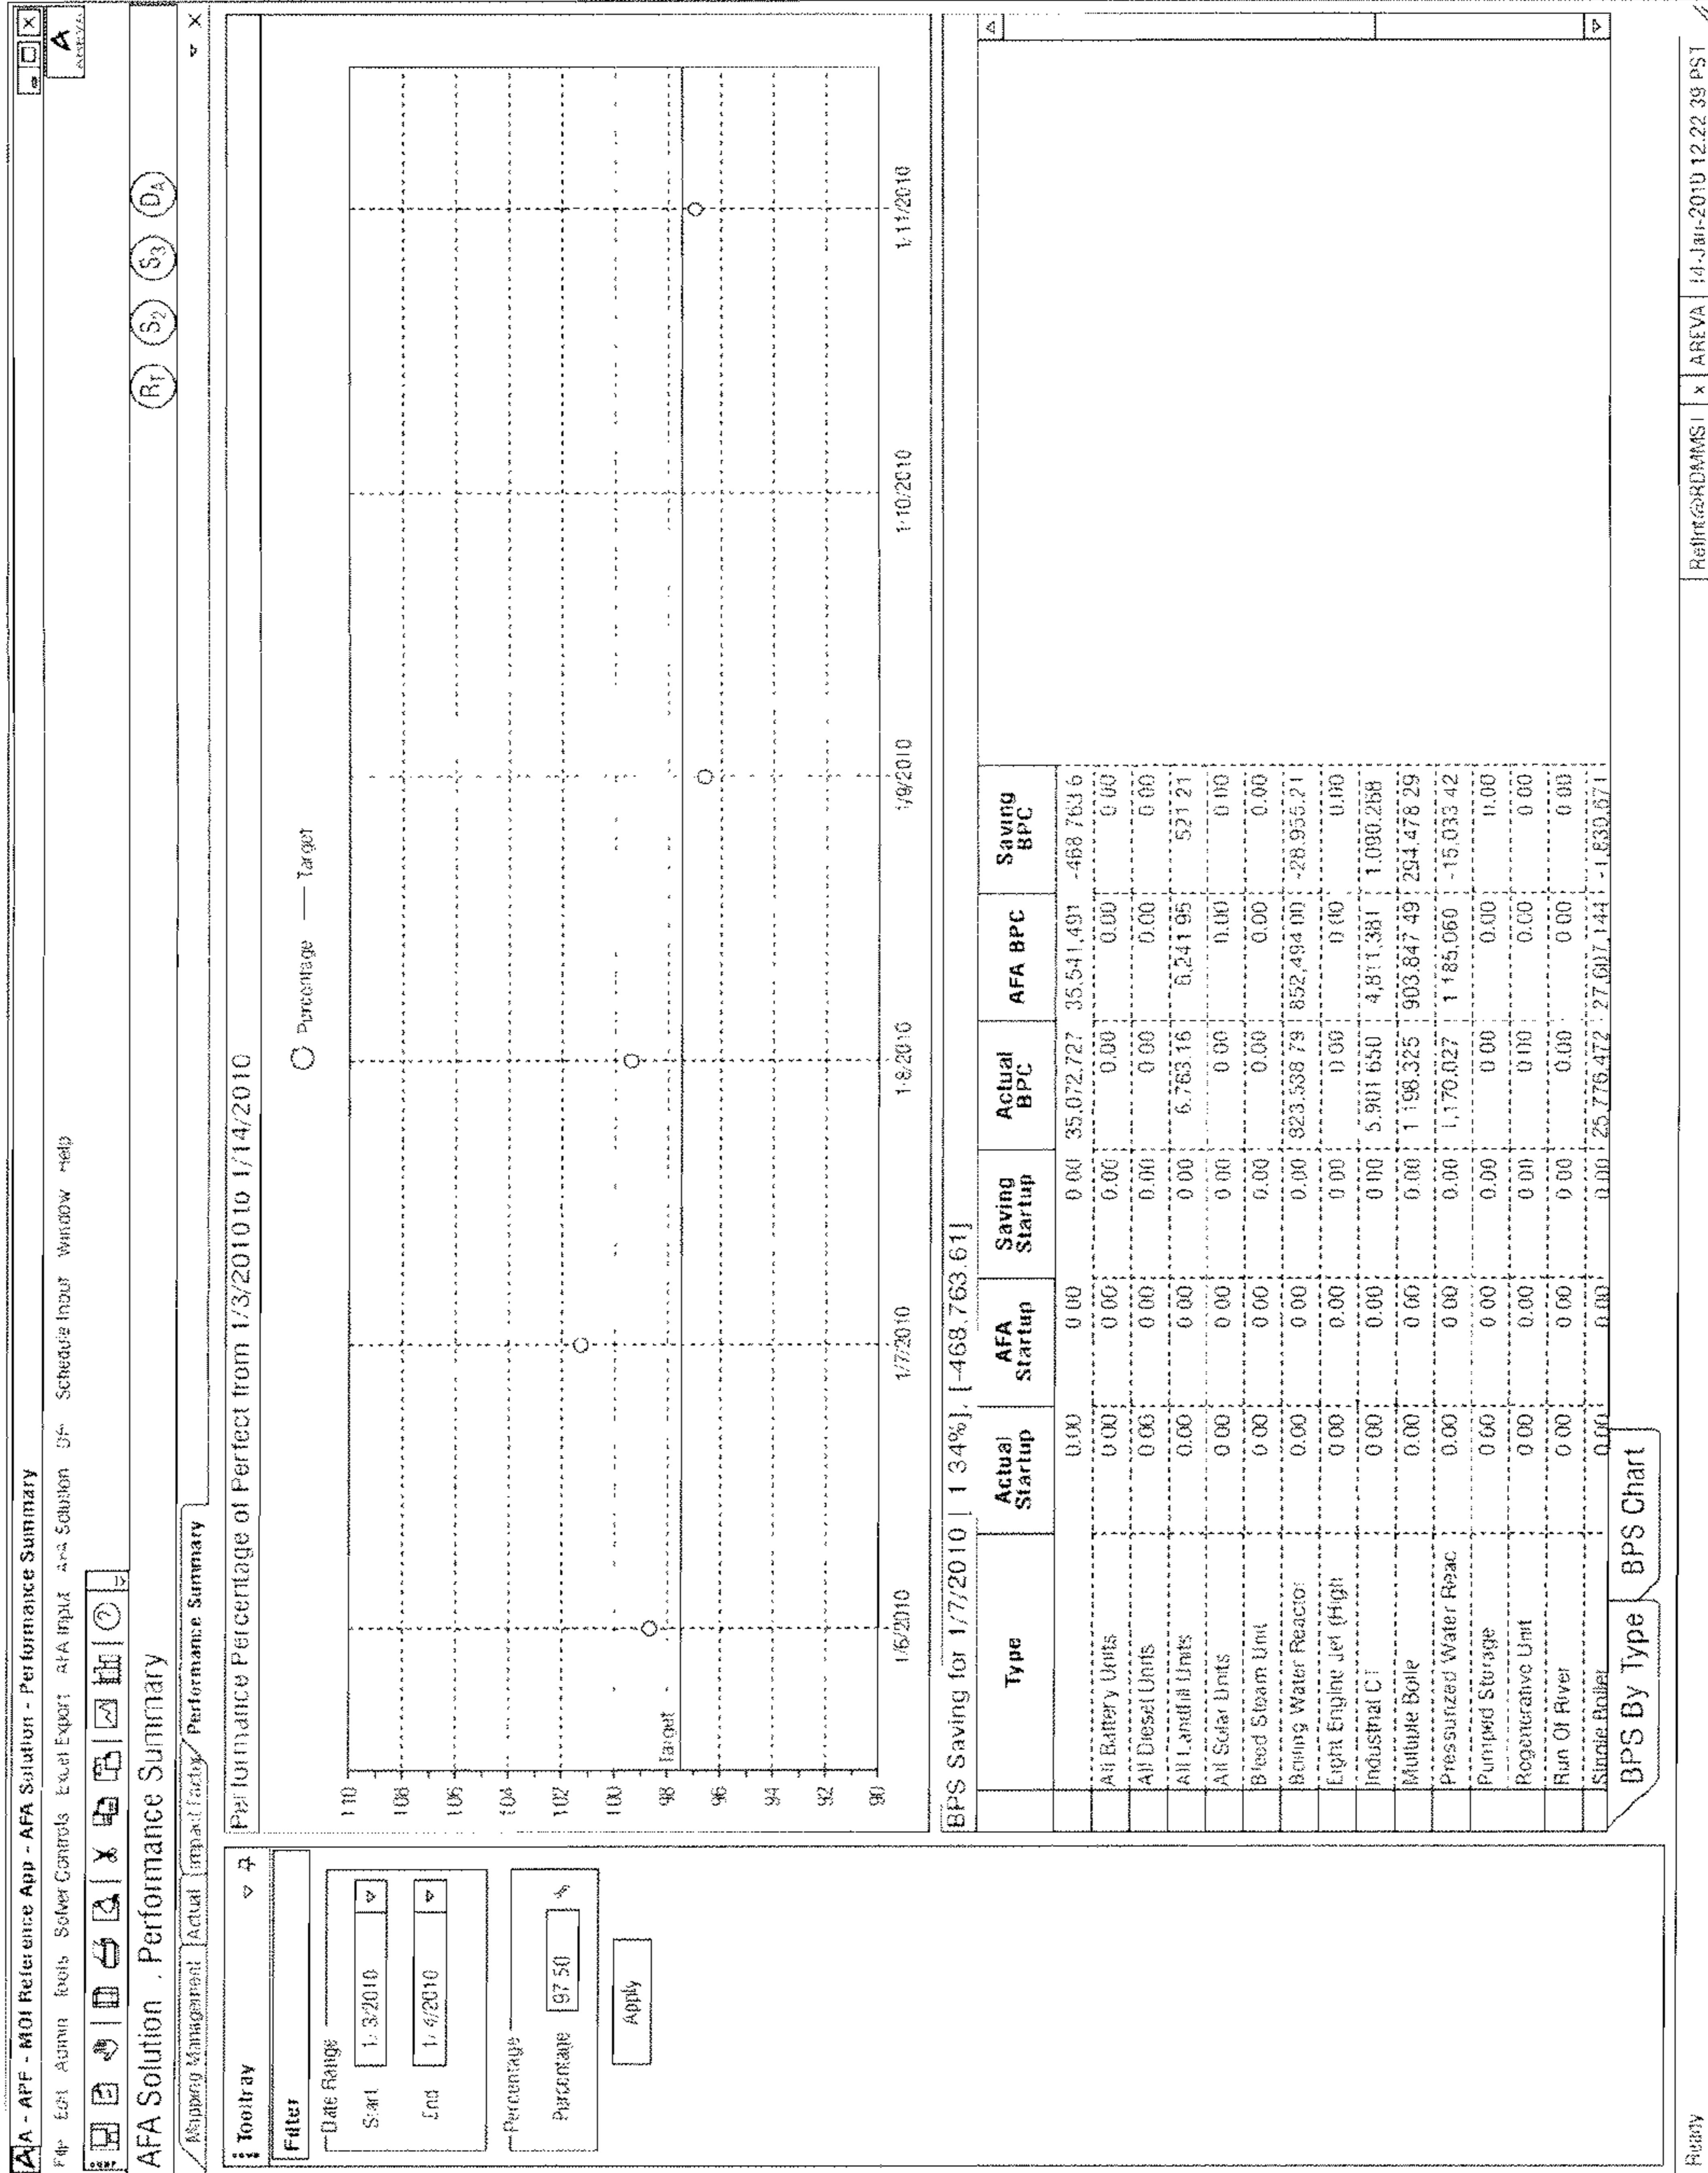 A - APF - MOI Reference App - AFA Solution - Performance Summary
AREVA
File Edit Admin Tools Solver Controls Excel Export AFA Input AFA Solution Schedule Input Window Help
AFA Solution . Performance Summary
RT S2 S3 DA
Mapping Management Actual Impact Factor Performance Summary
Tooltray
Filter
Date Range
Start 1/3/2010
End
Percentage
Percentage 97 50 %
Apply
Performance Percentage of Perfect from 1/3/2010 to 1/14/2010
Percentage Target
110
108
106
104
102
100
98
96
94
92
90
Target
1/6/2010 1/7/2010 1/8/2010 1/9/2010 1/10/2010 1/11/2010
BPS Saving for 1/7/2010 [ 1 34%]. [-468.763.61]
Type Actual Startup AFA Startup Saving Startup Actual BPC AFA BPC Saving BPC
0.00 0 00 0 00 35.072.727 35.541.491 -468 763 6
All Battery Units 0 00 0 00 0.00 0.00 0.00 0 00
All Diesel Units 0 00 0 00 0.00 0 00 0.00 0 00
All Landfill Units 0.00 0 00 0 00 6.763.16 6,241 95 521 21
All Solar Units 0 00 0 00 0 00 0 00 0.00 0 00
Bleed Steam Unit 0 00 0 00 0.00 0.00 0.00 0.00
Boiling Water Reactor 0.00 0 00 0.00 823.538 79 852,494 00 -28.955.21
Eight Engine Jet (High 0 00 0.00 0 00 0 00 0 00 0.00
Industrial CT 0 00 0.00 0 00 5.901 650 4,811.381 1.090.268
Multiple Boile 0.00 0 00 0.00 1 198.325 903.847 49 294.478 29
Pressurized Water Reac 0.00 0 00 0.00 1,170.027 1 185,060 -15,033 42
Pumped Storage 0 00 0 00 0.00 0 00 0.00 0.00
Regenerative Unit 0 00 0.00 0 00 0 00 0.00 0 00
Run Of River 0 00 0 00 0 00 0.00 0 00 0 00
Single Boiler 0.00 0 00 0 00 25 776,472 27,607,144 -1,830,671
BPS By Type BPS Chart
Ready x AREVA 14-Jan-2010 12.22 39 PST